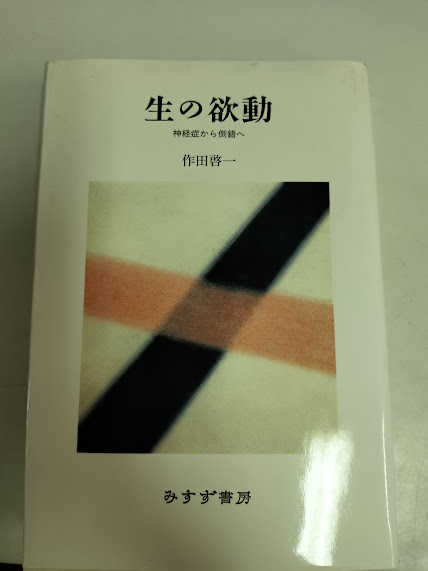 生の欲動
神経症から倒錯へ
作田啓一
みすず書房